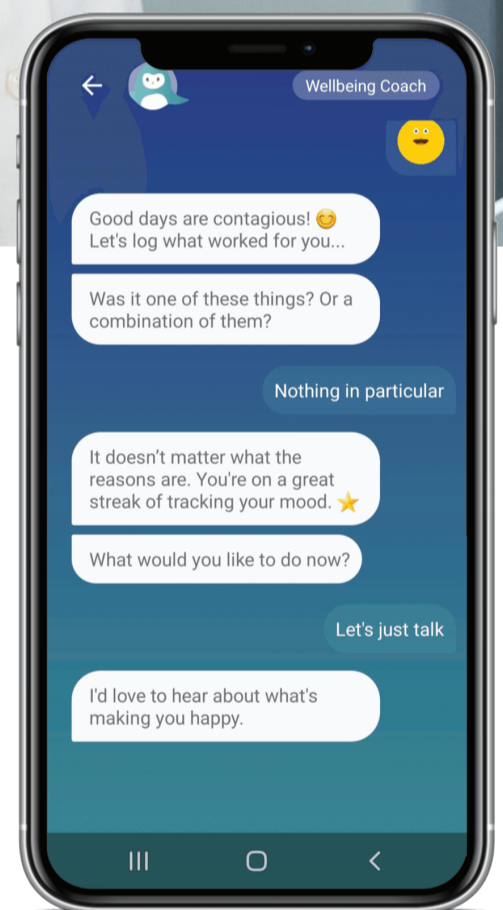 Wellbeing Coach
Good days are contagious! 😊
Let's log what worked for you...
Was it one of these things? Or a
combination of them?
Nothing in particular
It doesn’t matter what the
reasons are. You're on a great
streak of tracking your mood. ⭐
What would you like to do now?
Let's just talk
I'd love to hear about what's
making you happy.